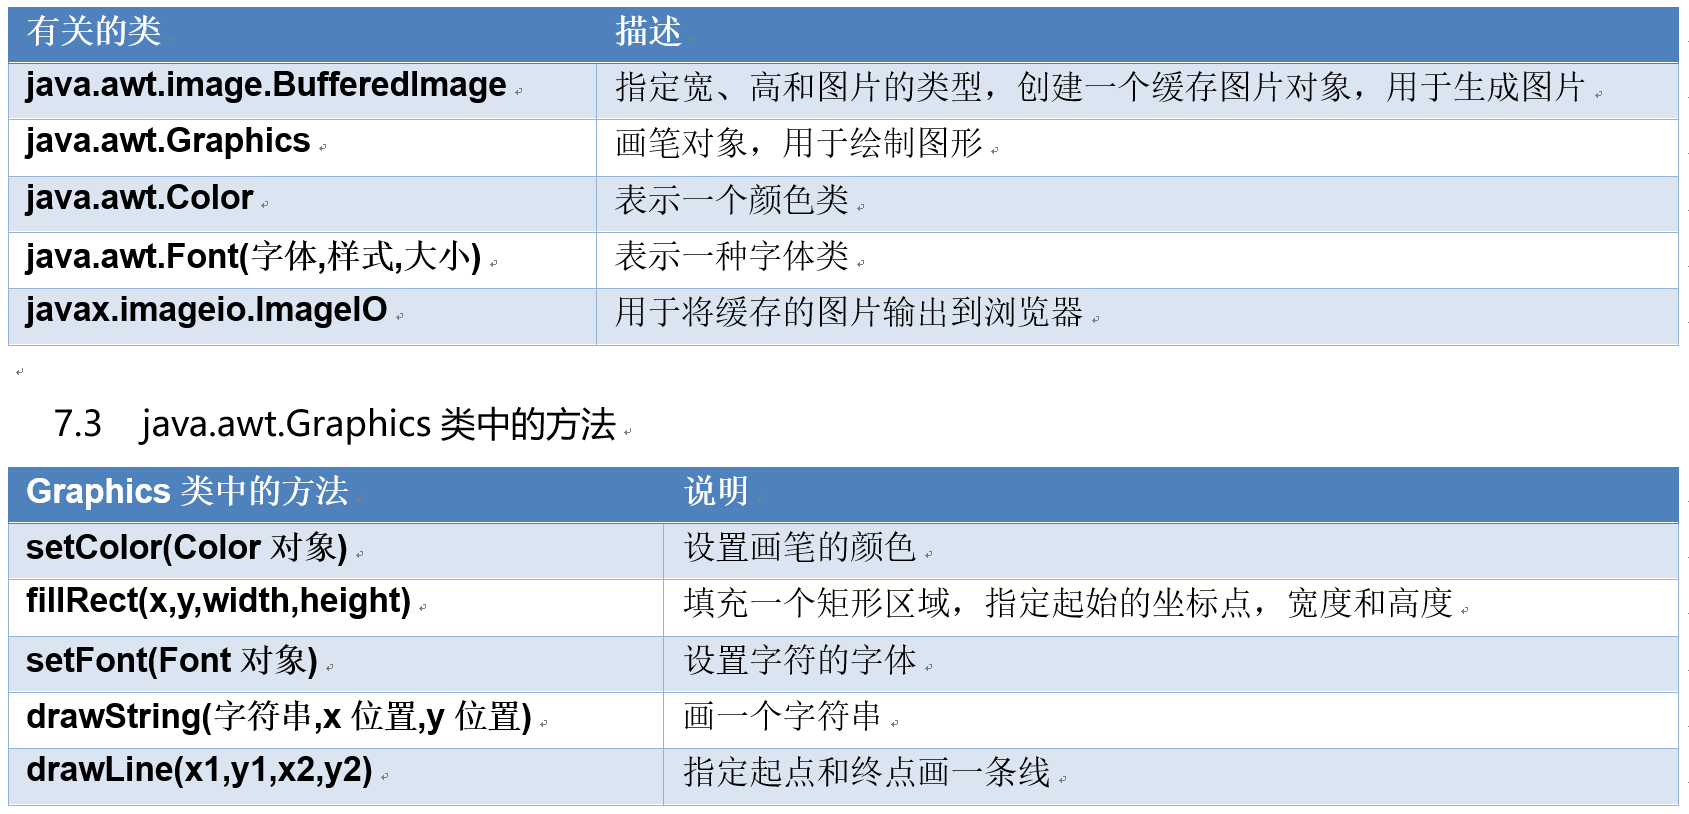 有关的类 描述
java.awt.image.BufferedImage 指定宽、高和图片的类型，创建一个缓存图片对象，用于生成图片
java.awt.Graphics 画笔对象，用于绘制图形
java.awt.Color 表示一个颜色类
java.awt.Font(字体,样式,大小) 表示一种字体类
javax.imageio.ImageIO 用于将缓存的图片输出到浏览器
7.3 java.awt.Graphics 类中的方法
Graphics 类中的方法 说明
setColor(Color 对象) 设置画笔的颜色
fillRect(x,y,width,height) 填充一个矩形区域，指定起始的坐标点，宽度和高度
setFont(Font 对象) 设置字符的字体
drawString(字符串,x 位置,y 位置) 画一个字符串
drawLine(x1,y1,x2,y2) 指定起点和终点画一条线